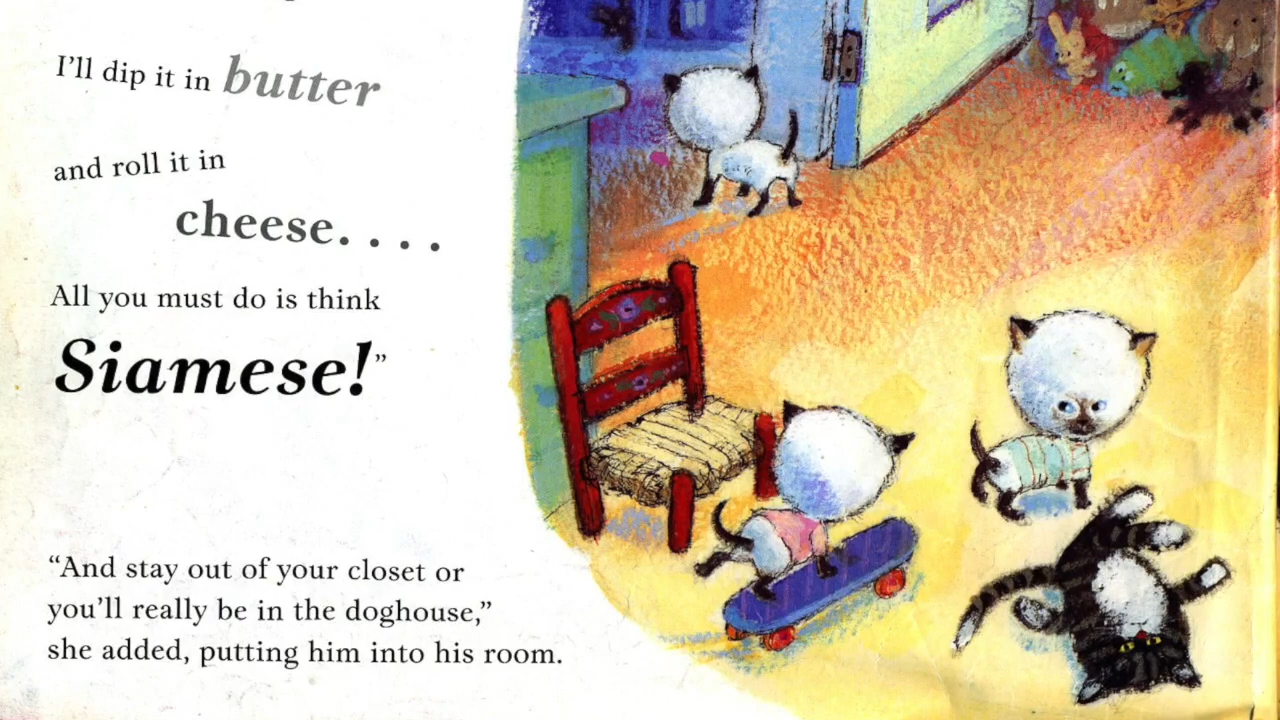 I’ll dip it in butter
and roll it in
cheese. . . .
All you must do is think
Siamese!”
“And stay out of your closet or
you’ll really be in the doghouse,”
she added, putting him into his room.